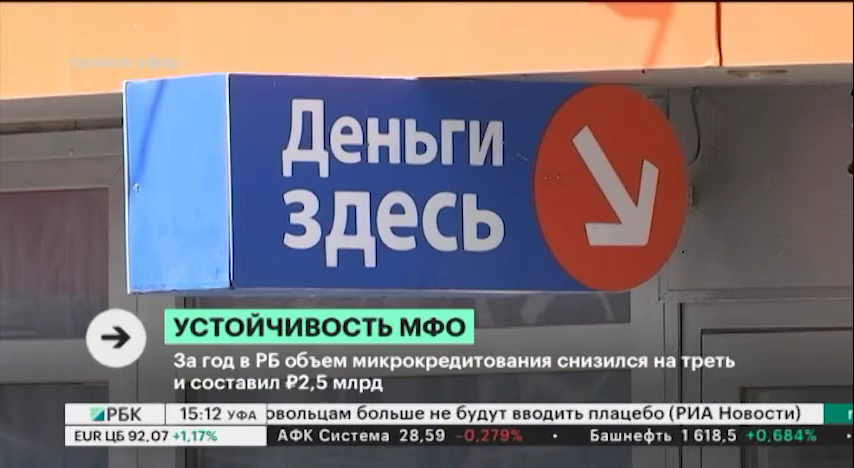 Деньги
здесь
УСТОЙЧИВОСТЬ МФО
За год в РБ объем микрокредитования снизился на треть
и составил ₽2,5 млрд
РБК 15:12 УФА овольцам больше не будут вводить плацебо (РИА Новости)
EUR ЦБ 92,07 +1,17% АФК Система 28,59 -0,279% • Башнефть 1 618,5 +0,684% •